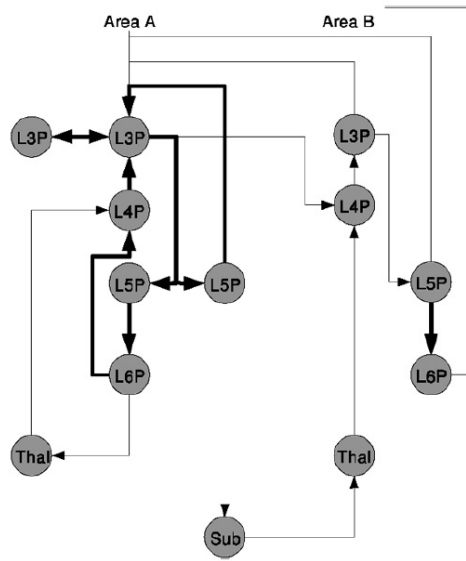 Area A Area B
L3P L3P L3P
L4P L4P
L5P L5P L5P
L6P L6P
Thal Thal
Sub